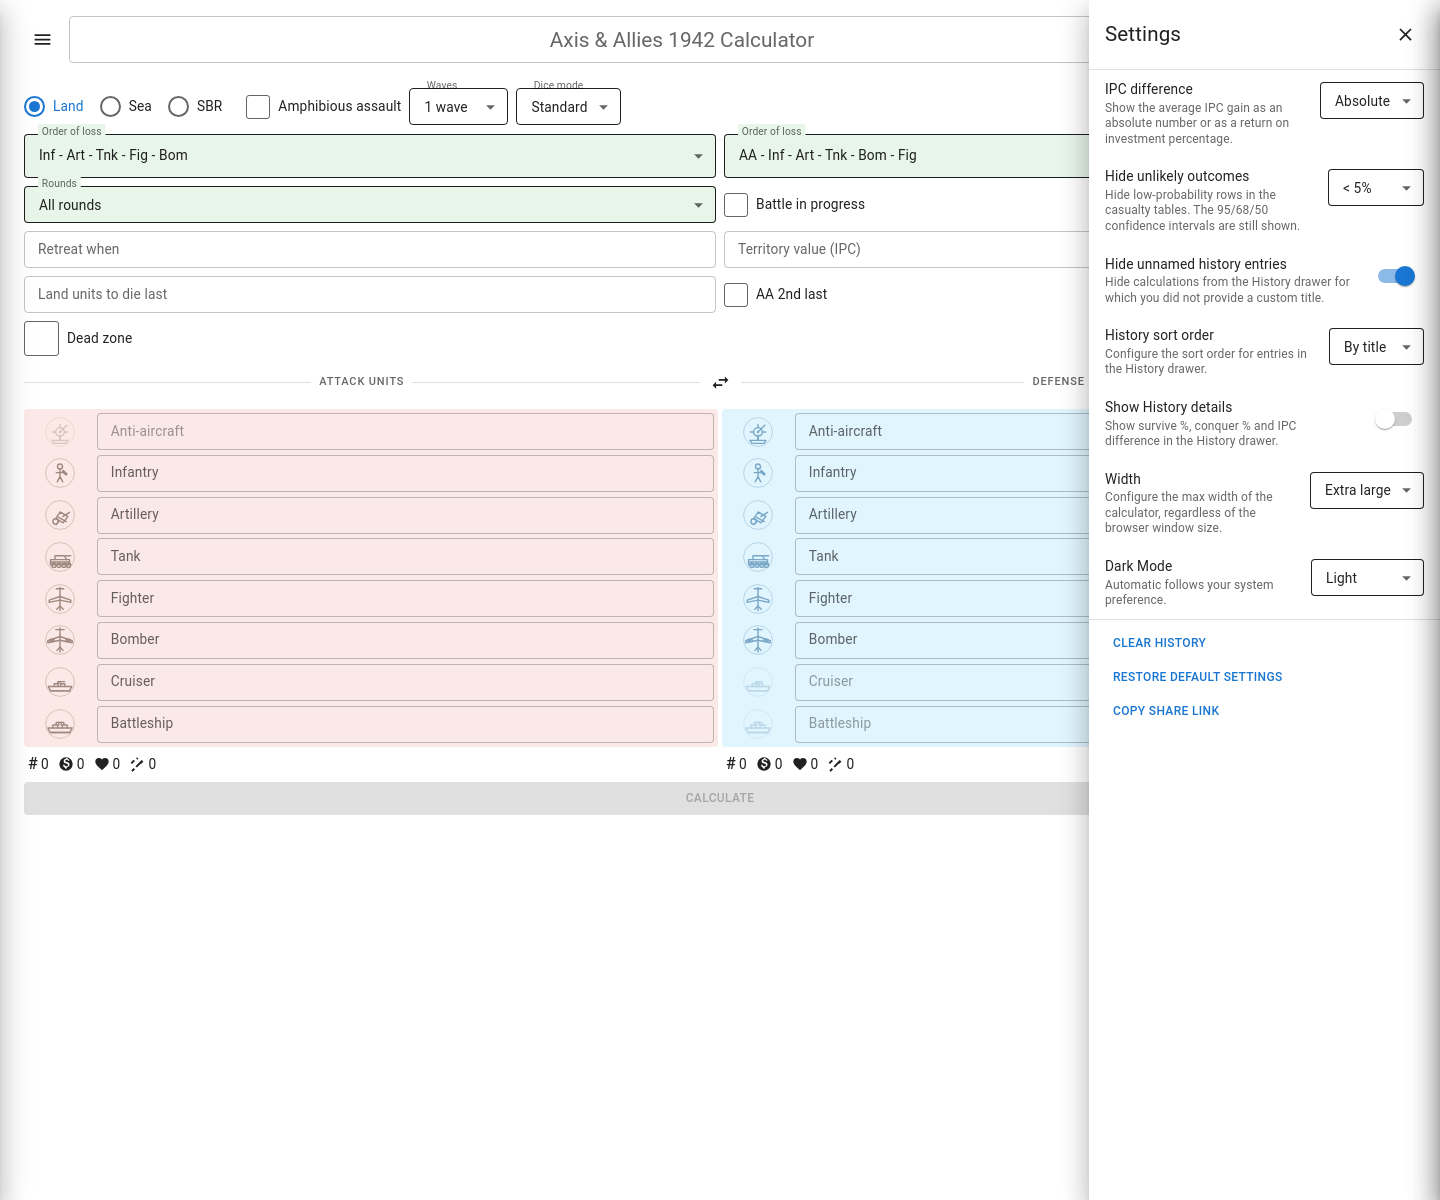 Axis & Allies 1942 Calculator
Land
Sea
SBR
Amphibious assault
Waves
1 wave
Dice mode
Standard
Order of loss
Inf - Art - Tnk - Fig - Bom
Order of loss
AA - Inf - Art - Tnk - Bom - Fig
Rounds
All rounds
Battle in progress
Retreat when
Territory value (IPC)
Land units to die last
AA 2nd last
Dead zone
ATTACK UNITS
DEFENSE
Anti-aircraft
Infantry
Artillery
Tank
Fighter
Bomber
Cruiser
Battleship
# 0 $ 0 0 0
Anti-aircraft
Infantry
Artillery
Tank
Fighter
Bomber
Cruiser
Battleship
# 0 $ 0 0 0
CALCULATE
Settings
IPC difference
Show the average IPC gain as an
absolute number or as a return on
investment percentage.
Absolute
Hide unlikely outcomes
Hide low-probability rows in the
casualty tables. The 95/68/50
confidence intervals are still shown.
< 5%
Hide unnamed history entries
Hide calculations from the History drawer for
which you did not provide a custom title.
History sort order
Configure the sort order for entries in
the History drawer.
By title
Show History details
Show survive %, conquer % and IPC
difference in the History drawer.
Width
Configure the max width of the
calculator, regardless of the
browser window size.
Extra large
Dark Mode
Automatic follows your system
preference.
Light
CLEAR HISTORY
RESTORE DEFAULT SETTINGS
COPY SHARE LINK